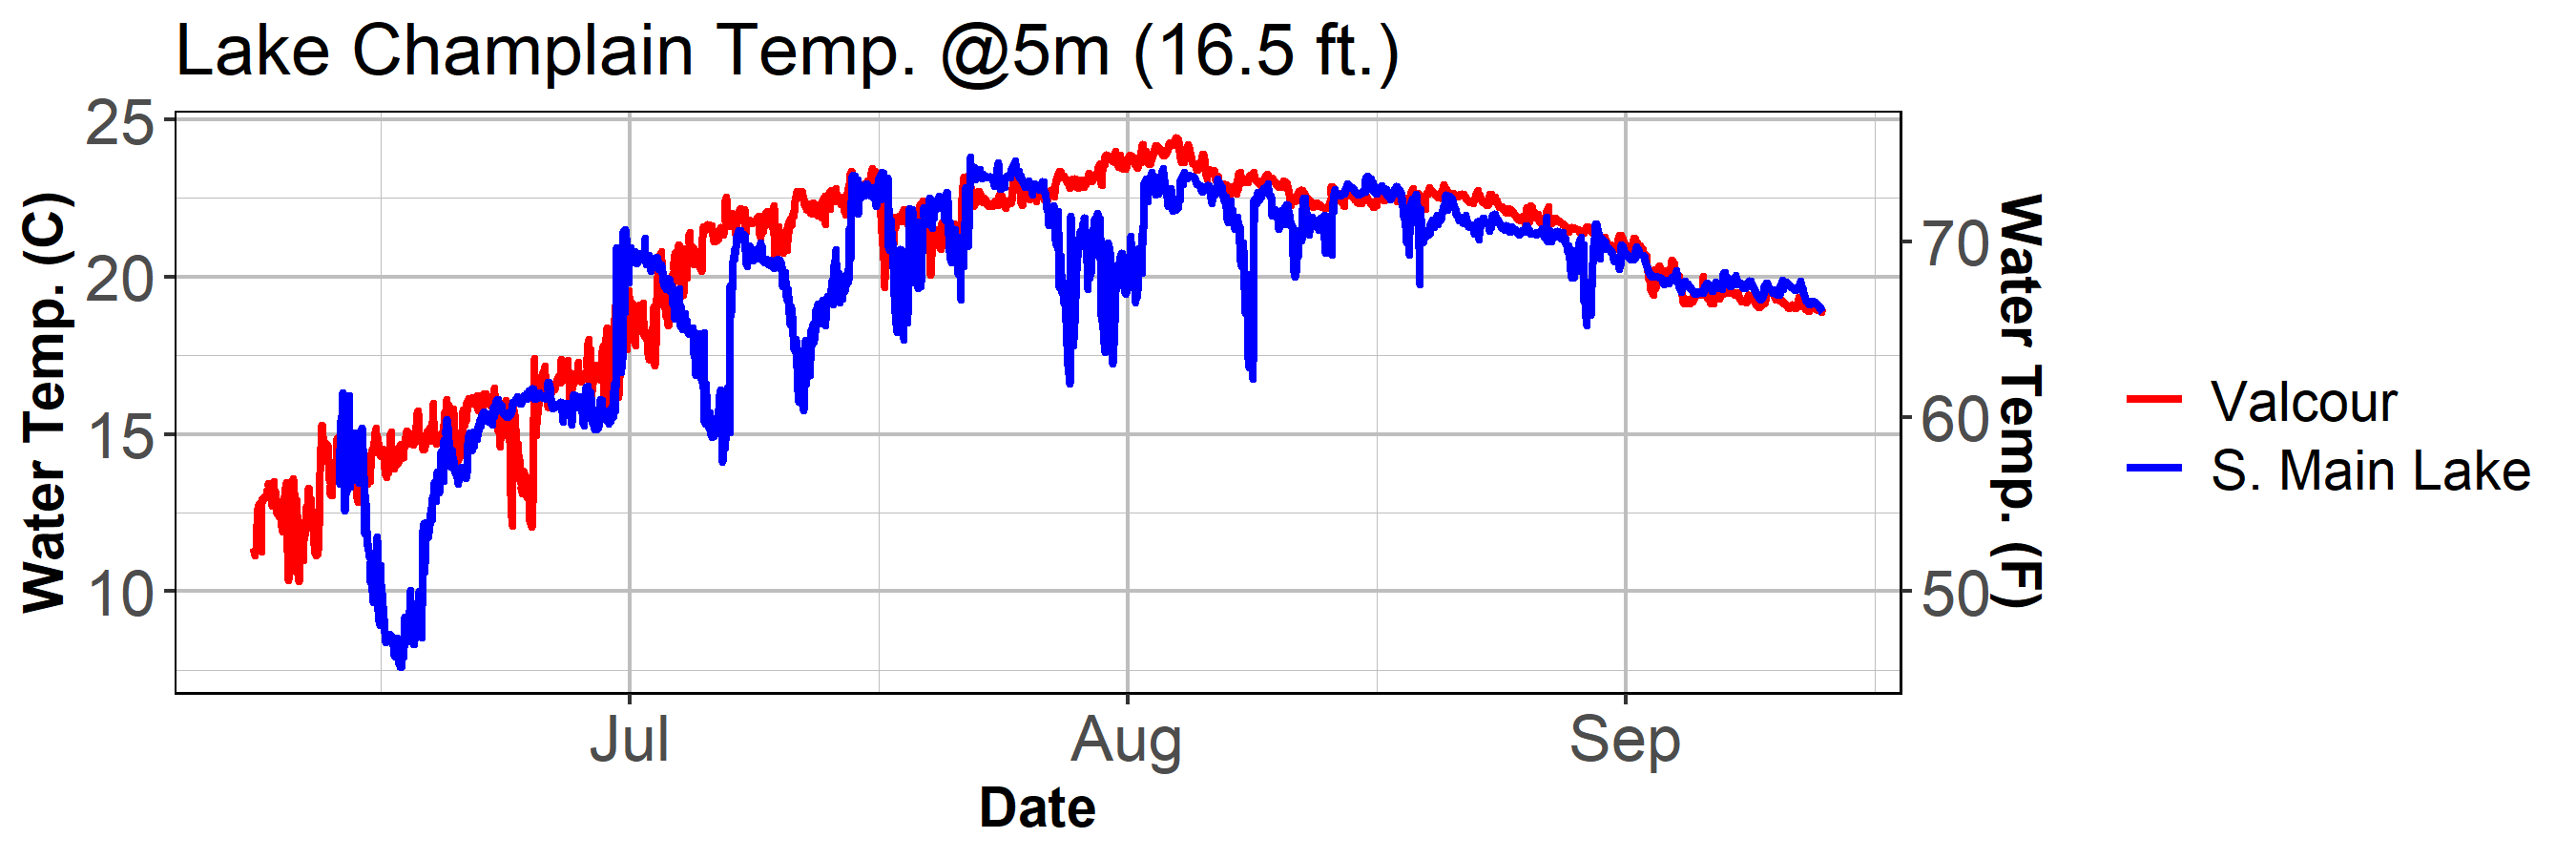 Lake Champlain Temp. @5m (16.5 ft.)
Water Temp. (C)
25
20
15
10
70
60
50
Water Temp. (F)
Jul
Aug
Sep
Date
Valcour
S. Main Lake